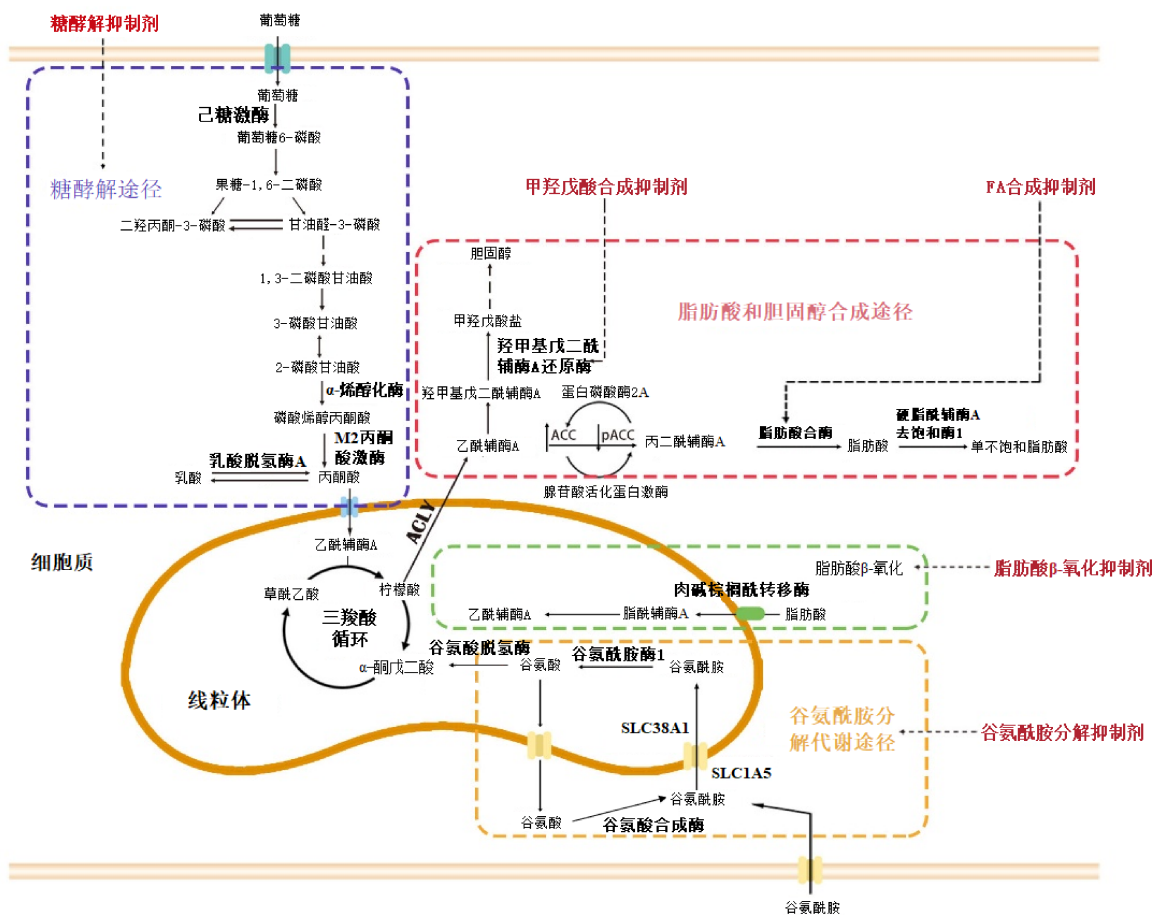 糖酵解抑制剂
葡萄糖
葡萄糖
己糖激酶
葡萄糖6-磷酸
糖酵解途径
果糖-1,6-二磷酸
二羟丙酮-3-磷酸
甘油醛-3-磷酸
1,3-二磷酸甘油酸
3-磷酸甘油酸
2-磷酸甘油酸
α-烯醇化酶
磷酸烯醇丙酮酸
M2丙酮
酸激酶
乳酸脱氢酶A
乳酸
丙酮酸
甲羟戊酸合成抑制剂
FA合成抑制剂
胆固醇
脂肪酸和胆固醇合成途径
甲羟戊酸盐
羟甲基戊二酰
辅酶A还原酶
羟甲基戊二酰辅酶A
蛋白磷酸酶2A
乙酰辅酶A
ACC
pACC
丙二酰辅酶A
腺苷酸活化蛋白激酶
脂肪酸合酶
脂肪酸
硬脂酰辅酶A
去饱和酶1
单不饱和脂肪酸
ACLY
细胞质
乙酰辅酶A
草酰乙酸
柠檬酸
三羧酸
循环
α-酮戊二酸
线粒体
脂肪酸β-氧化
脂肪酸β-氧化抑制剂
肉碱棕榈酰转移酶
乙酰辅酶A
脂酰辅酶A
脂肪酸
谷氨酸脱氢酶
谷氨酸
谷氨酰胺酶1
谷氨酰胺
谷氨酰胺分
解代谢途径
谷氨酰胺分解抑制剂
SLC38A1
SLC1A5
谷氨酸
谷氨酸合成酶
谷氨酰胺
谷氨酰胺